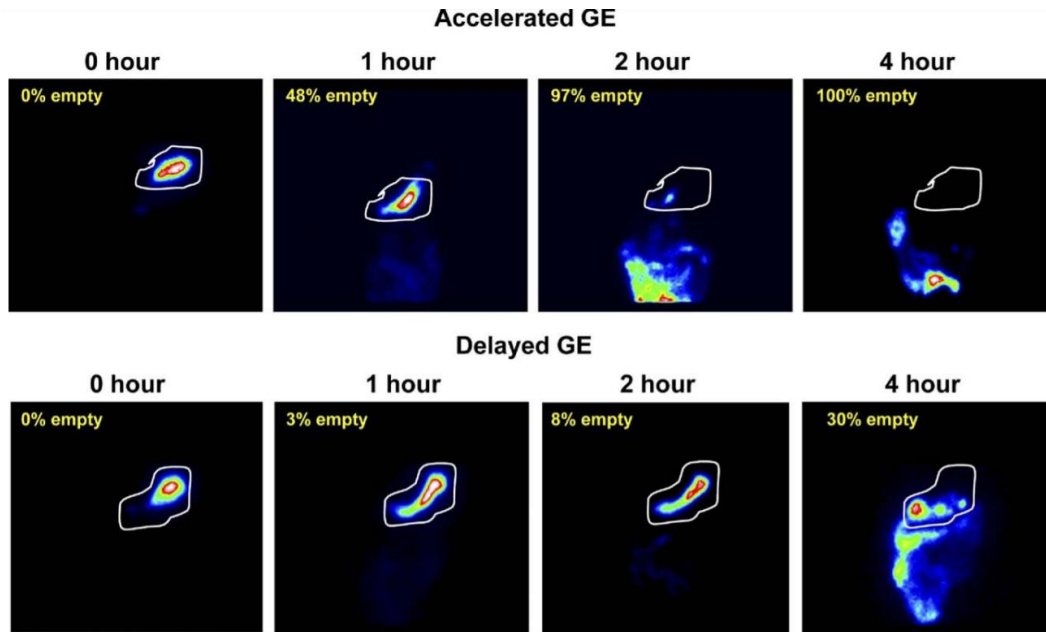 Accelerated GE
0 hour 1 hour 2 hour 4 hour
0% empty 48% empty 97% empty 100% empty
Delayed GE
0 hour 1 hour 2 hour 4 hour
0% empty 3% empty 8% empty 30% empty